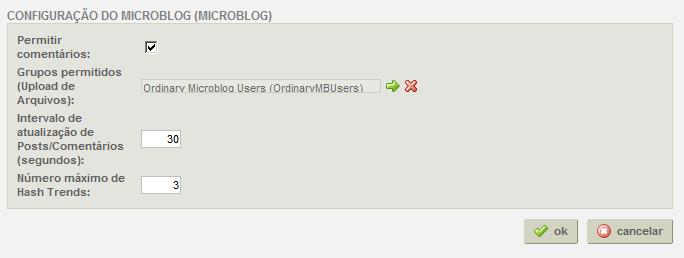 CONFIGURAÇÃO DO MICROBLOG (MICROBLOG)
Permitir
comentários:
Grupos permitidos
(Upload de
Arquivos):
Ordinary Microblog Users (OrdinaryMBUsers)
Intervalo de
atualização de
Posts/Comentários
(segundos):
30
Número máximo de
Hash Trends:
3
ok
cancelar